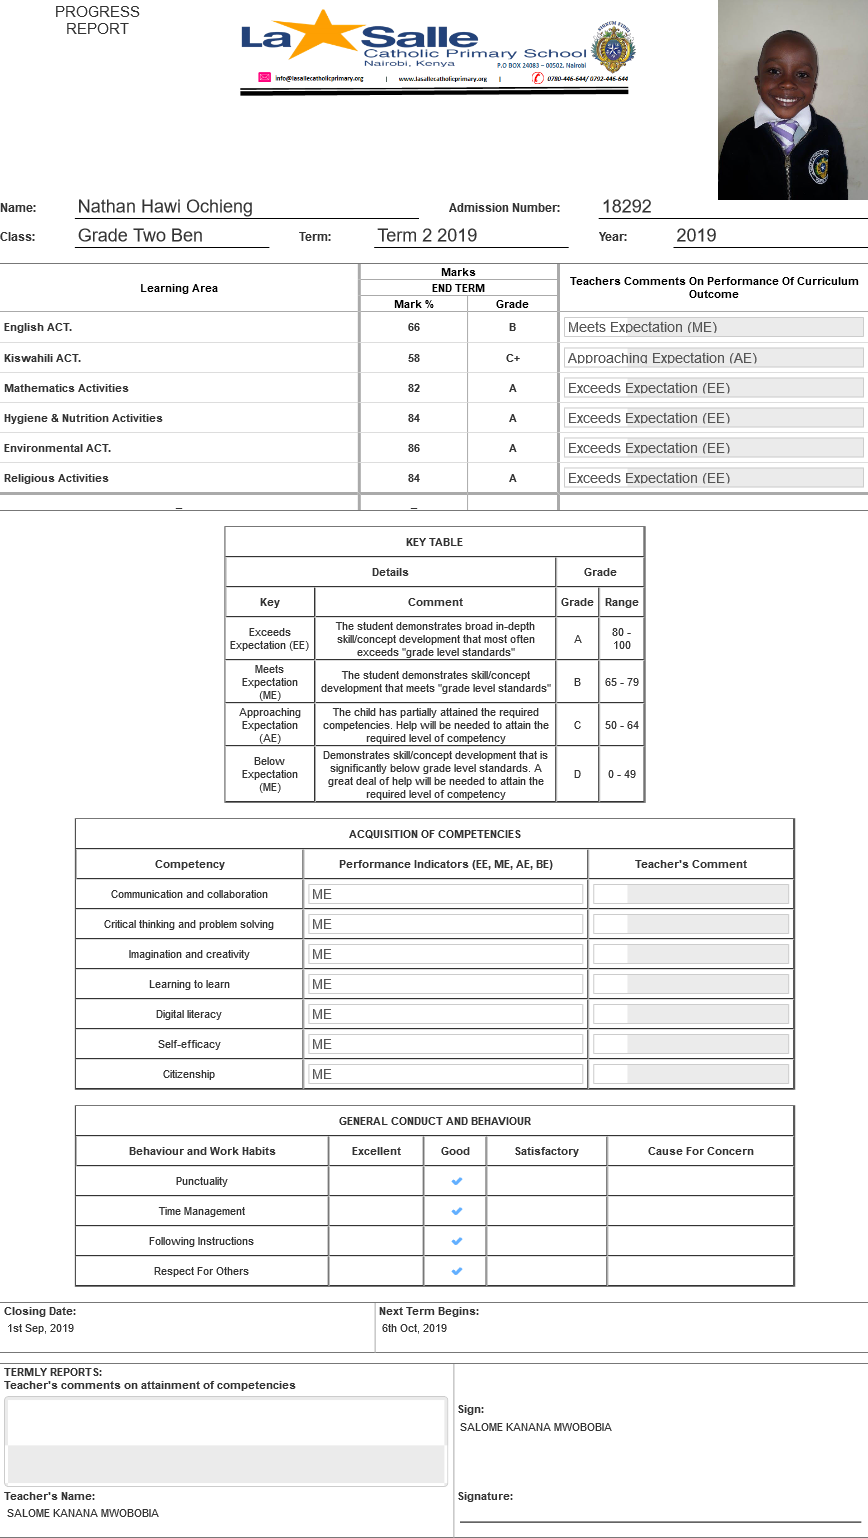 PROGRESS
REPORT
La Salle
Catholic Primary School
Nairobi, Kenya
P.O BOX 24083 – 00502, Nairobi
info@lasallecatholicprimary.org | www.lasallecatholicprimary.org | 0780-446-644/ 0792-446-644
Name: Nathan Hawi Ochieng Admission Number: 18292
Class: Grade Two Ben Term: Term 2 2019 Year: 2019
Learning Area Marks Teachers Comments On Performance Of Curriculum Outcome
END TERM
Mark % Grade
English ACT. 66 B Meets Expectation (ME)
Kiswahili ACT. 58 C+ Approaching Expectation (AE)
Mathematics Activities 82 A Exceeds Expectation (EE)
Hygiene & Nutrition Activities 84 A Exceeds Expectation (EE)
Environmental ACT. 86 A Exceeds Expectation (EE)
Religious Activities 84 A Exceeds Expectation (EE)
_ _
KEY TABLE
Details Grade
Key Comment Grade Range
Exceeds Expectation (EE) The student demonstrates broad in-depth skill/concept development that most often exceeds "grade level standards" A 80 - 100
Meets Expectation (ME) The student demonstrates skill/concept development that meets "grade level standards" B 65 - 79
Approaching Expectation (AE) The child has partially attained the required competencies. Help will be needed to attain the required level of competency C 50 - 64
Below Expectation (ME) Demonstrates skill/concept development that is significantly below grade level standards. A great deal of help will be needed to attain the required level of competency D 0 - 49
ACQUISITION OF COMPETENCIES
Competency Performance Indicators (EE, ME, AE, BE) Teacher's Comment
Communication and collaboration ME
Critical thinking and problem solving ME
Imagination and creativity ME
Learning to learn ME
Digital literacy ME
Self-efficacy ME
Citizenship ME
GENERAL CONDUCT AND BEHAVIOUR
Behaviour and Work Habits Excellent Good Satisfactory Cause For Concern
Punctuality
Time Management
Following Instructions
Respect For Others
Closing Date: Next Term Begins:
1st Sep, 2019 6th Oct, 2019
TERMLY REPORTS:
Teacher's comments on attainment of competencies
Sign:
SALOME KANANA MWOBOBIA
Teacher's Name: Signature:
SALOME KANANA MWOBOBIA